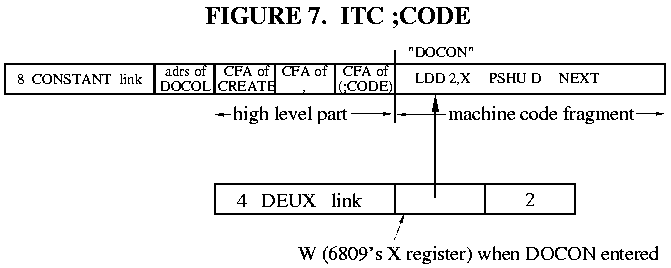 FIGURE 7. ITC ;CODE
"DOCON"
8 CONSTANT link
adrs of
DOCOL
CFA of
CREATE
CFA of
,
CFA of
(;CODE)
LDD 2,X PSHU D NEXT
high level part
machine code fragment
4 DEUX link
2
W (6809's X register) when DOCON entered